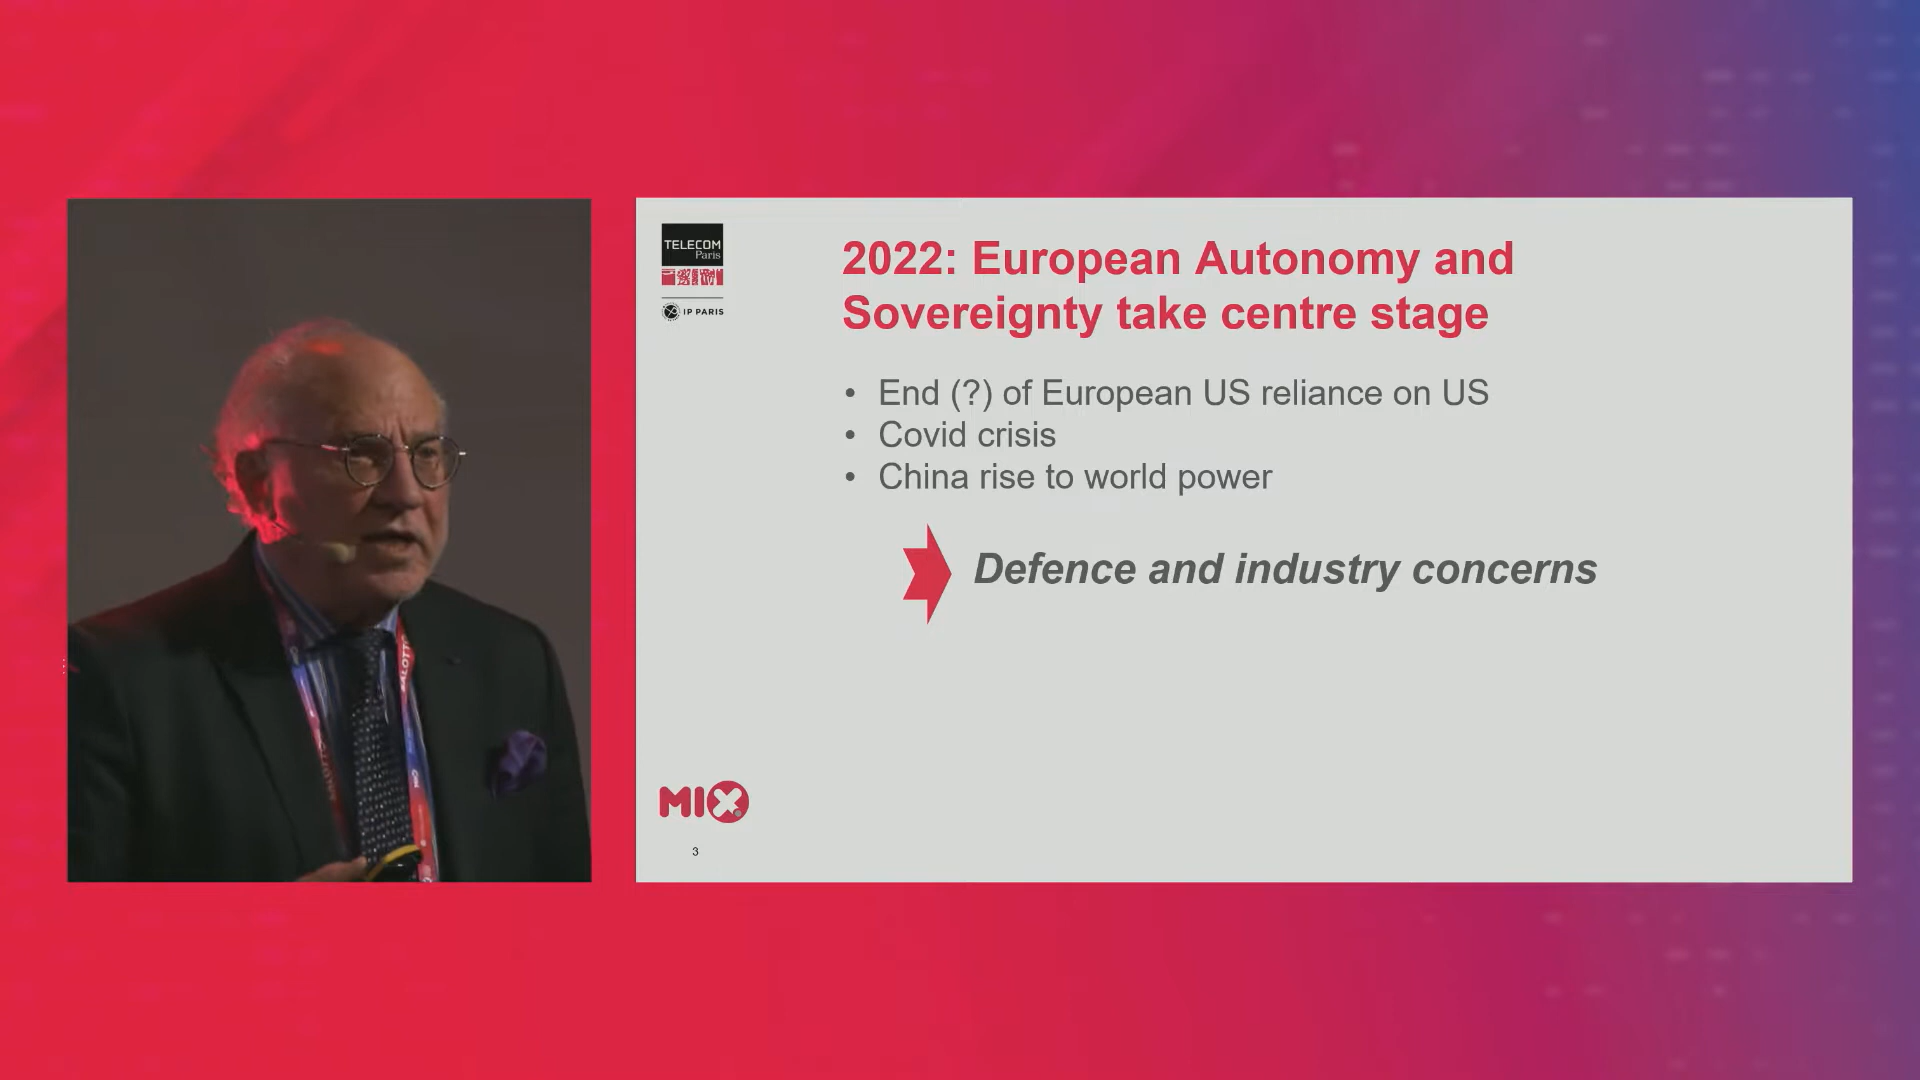 TELECOM
Paris
IP PARIS
2022: European Autonomy and
Sovereignty take centre stage
• End (?) of European US reliance on US
• Covid crisis
• China rise to world power
Defence and industry concerns
MIX
3